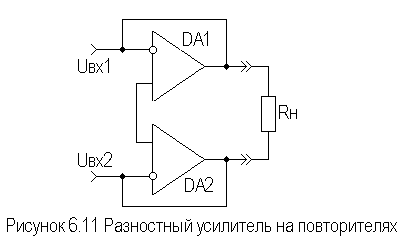 DA1
Uвх1
Rн
Uвх2
DA2
Рисунок 6.11 Разностный усилитель на повторителях